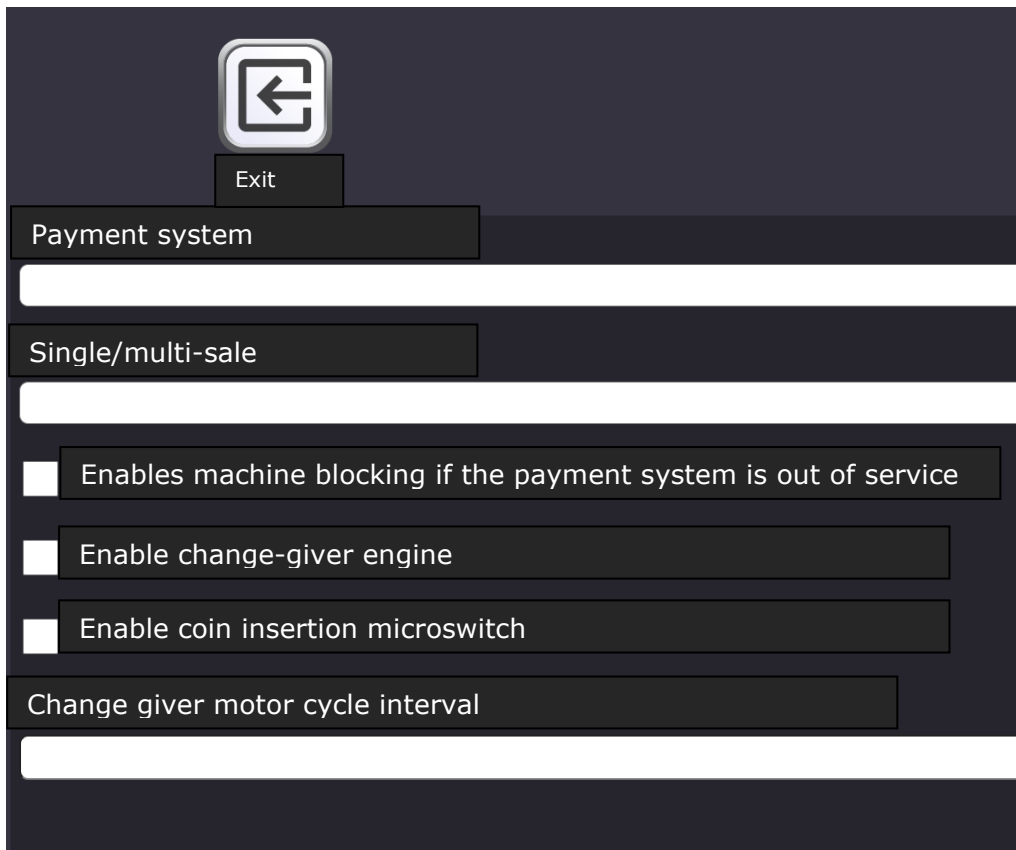 Exit
Payment system
Single/multi-sale
Enables machine blocking if the payment system is out of service
Enable change-giver engine
Enable coin insertion microswitch
Change giver motor cycle interval